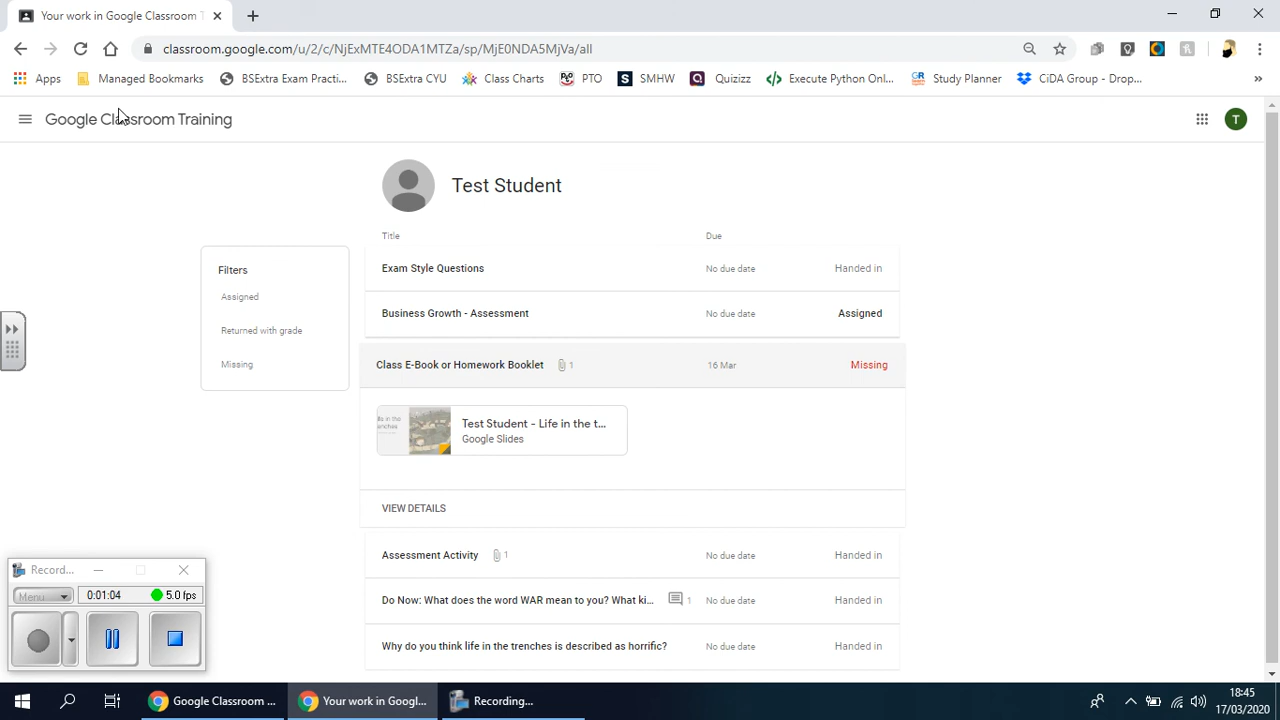 Your work in Google Classroom T
classroom.google.com/u/2/c/NjExMTE4ODA1MTZa/sp/MjE0NDA5MjVa/all
Apps Managed Bookmarks BSExtra Exam Practi... BSExtra CYU Class Charts PTO SMHW Quizizz Execute Python Onl... Study Planner CiDA Group - Drop...
Google Classroom Training T
Test Student
Title Due
Exam Style Questions No due date Handed in
Filters
Assigned
Returned with grade
Missing
Business Growth - Assessment No due date Assigned
Class E-Book or Homework Booklet 1 16 Mar Missing
Test Student - Life in the t...
Google Slides
VIEW DETAILS
Assessment Activity 1 No due date Handed in
Do Now: What does the word WAR mean to you? What ki... 1 No due date Handed in
Why do you think life in the trenches is described as horrific? No due date Handed in
Record...
Menu 0:01:04 5.0 fps
Google Classroom ... Your work in Googl... Recording...
18:45
17/03/2020